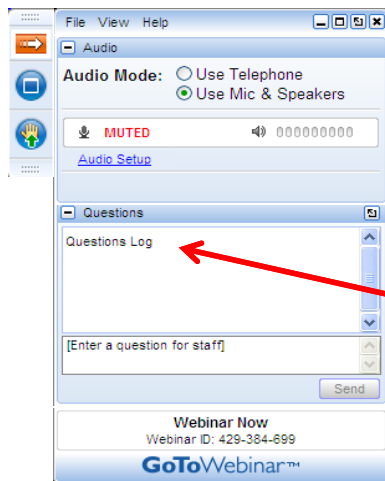 File View Help
Audio
Audio Mode: Use Telephone
Use Mic & Speakers
MUTED 000000000
Audio Setup
Questions
Questions Log
[Enter a question for staff]
Send
Webinar Now
Webinar ID: 429-384-699
GoToWebinar™